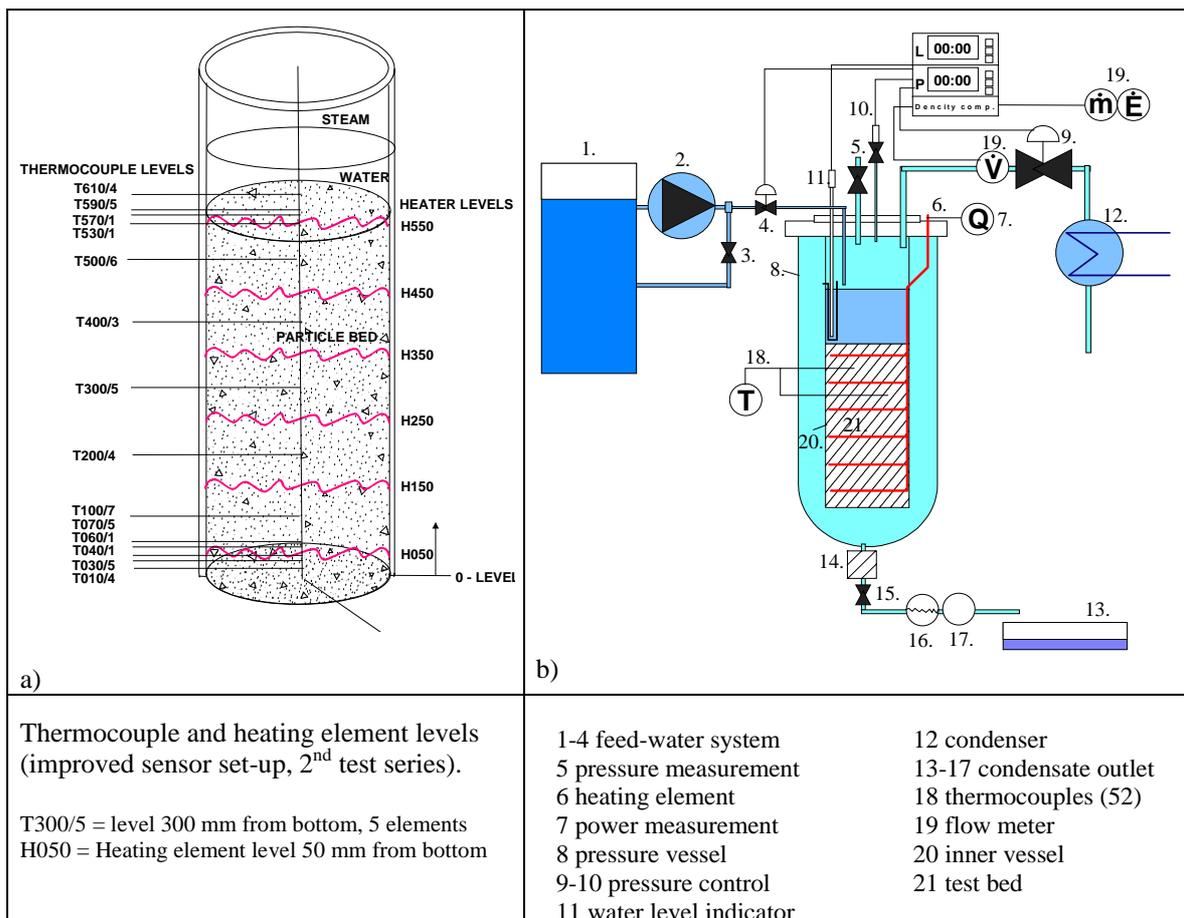 STEAM
THERMOCOUPLE LEVELS
WATER
T610/4
T590/5
HEATER LEVELS
T570/1
H550
T530/1
T500/6
H450
T400/3
PARTICLE BED
H350
T300/5
H250
T200/4
H150
T100/7
T070/5
T060/1
T040/1
H050
T030/5
T010/4
0 - LEVEL
a)
L 00:00
P 00:00
Dencity comp.
19.
ṁ Ė
10.
1.
2.
5.
19.
V̇
9.
11.
6.
Q 7.
12.
4.
3.
8.
18.
T
20.
21.
14.
15.
16.
17.
13.
b)
Thermocouple and heating element levels
(improved sensor set-up, 2nd test series).
T300/5 = level 300 mm from bottom, 5 elements
H050 = Heating element level 50 mm from bottom
1-4 feed-water system
5 pressure measurement
6 heating element
7 power measurement
8 pressure vessel
9-10 pressure control
11 water level indicator
12 condenser
13-17 condensate outlet
18 thermocouples (52)
19 flow meter
20 inner vessel
21 test bed